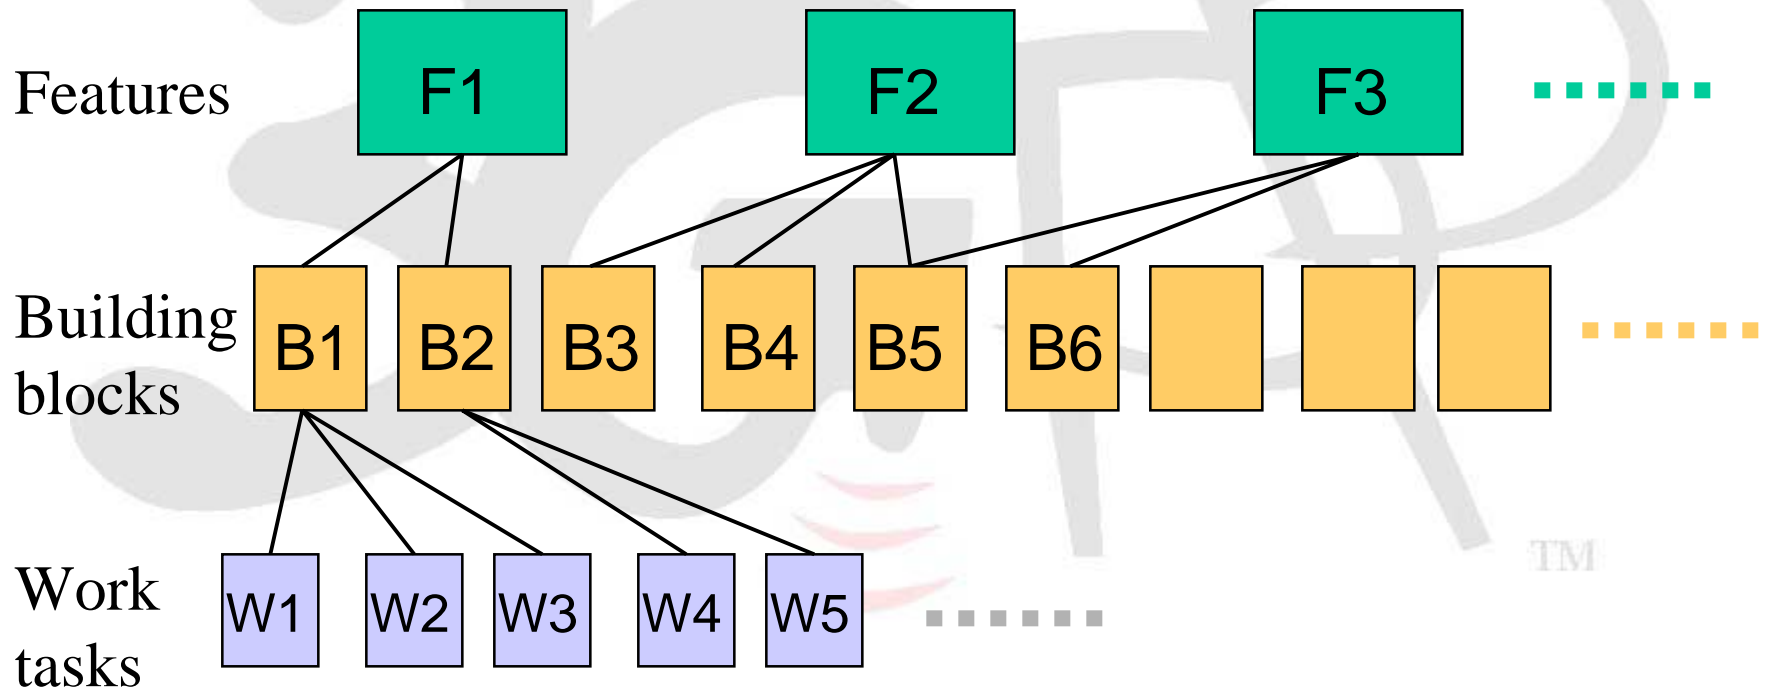 Features
F1
F2
F3
Building
blocks
B1
B2
B3
B4
B5
B6
Work
tasks
W1
W2
W3
W4
W5
TM